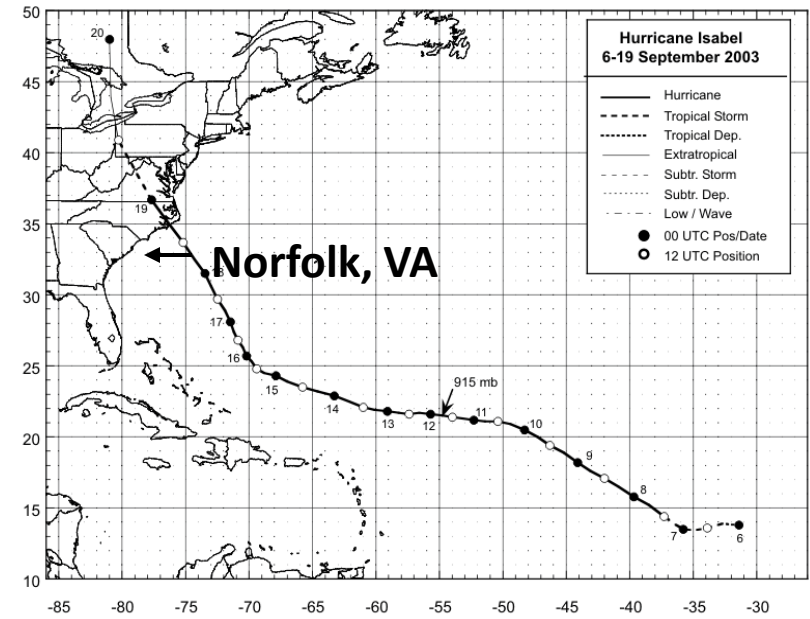 50
45
40
35
30
25
20
15
10
-85
-80
-75
-70
-65
-60
-55
-50
-45
-40
-35
-30
Hurricane Isabel
6-19 September 2003
Hurricane
Tropical Storm
Tropical Dep.
Extratropical
Subtr. Storm
Subtr. Dep.
Low / Wave
00 UTC Pos/Date
12 UTC Position
20
19
Norfolk, VA
18
17
16
15
14
13
12
915 mb
11
10
9
8
7
6